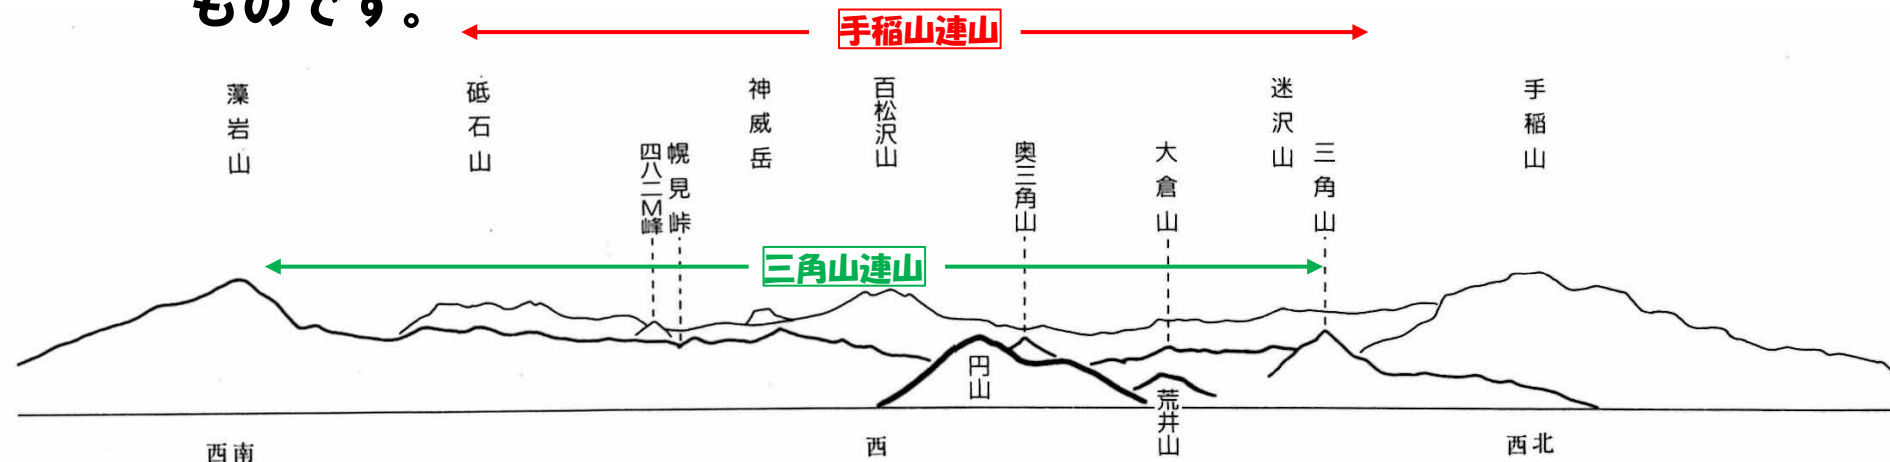 ものです。
手稲山連山
藻岩山
砥石山
四八二M峰
幌見峠
神威岳
百松沢山
奥三角山
大倉山
迷沢山
三角山
手稲山
三角山連山
円山
荒井山
西南
西
西北